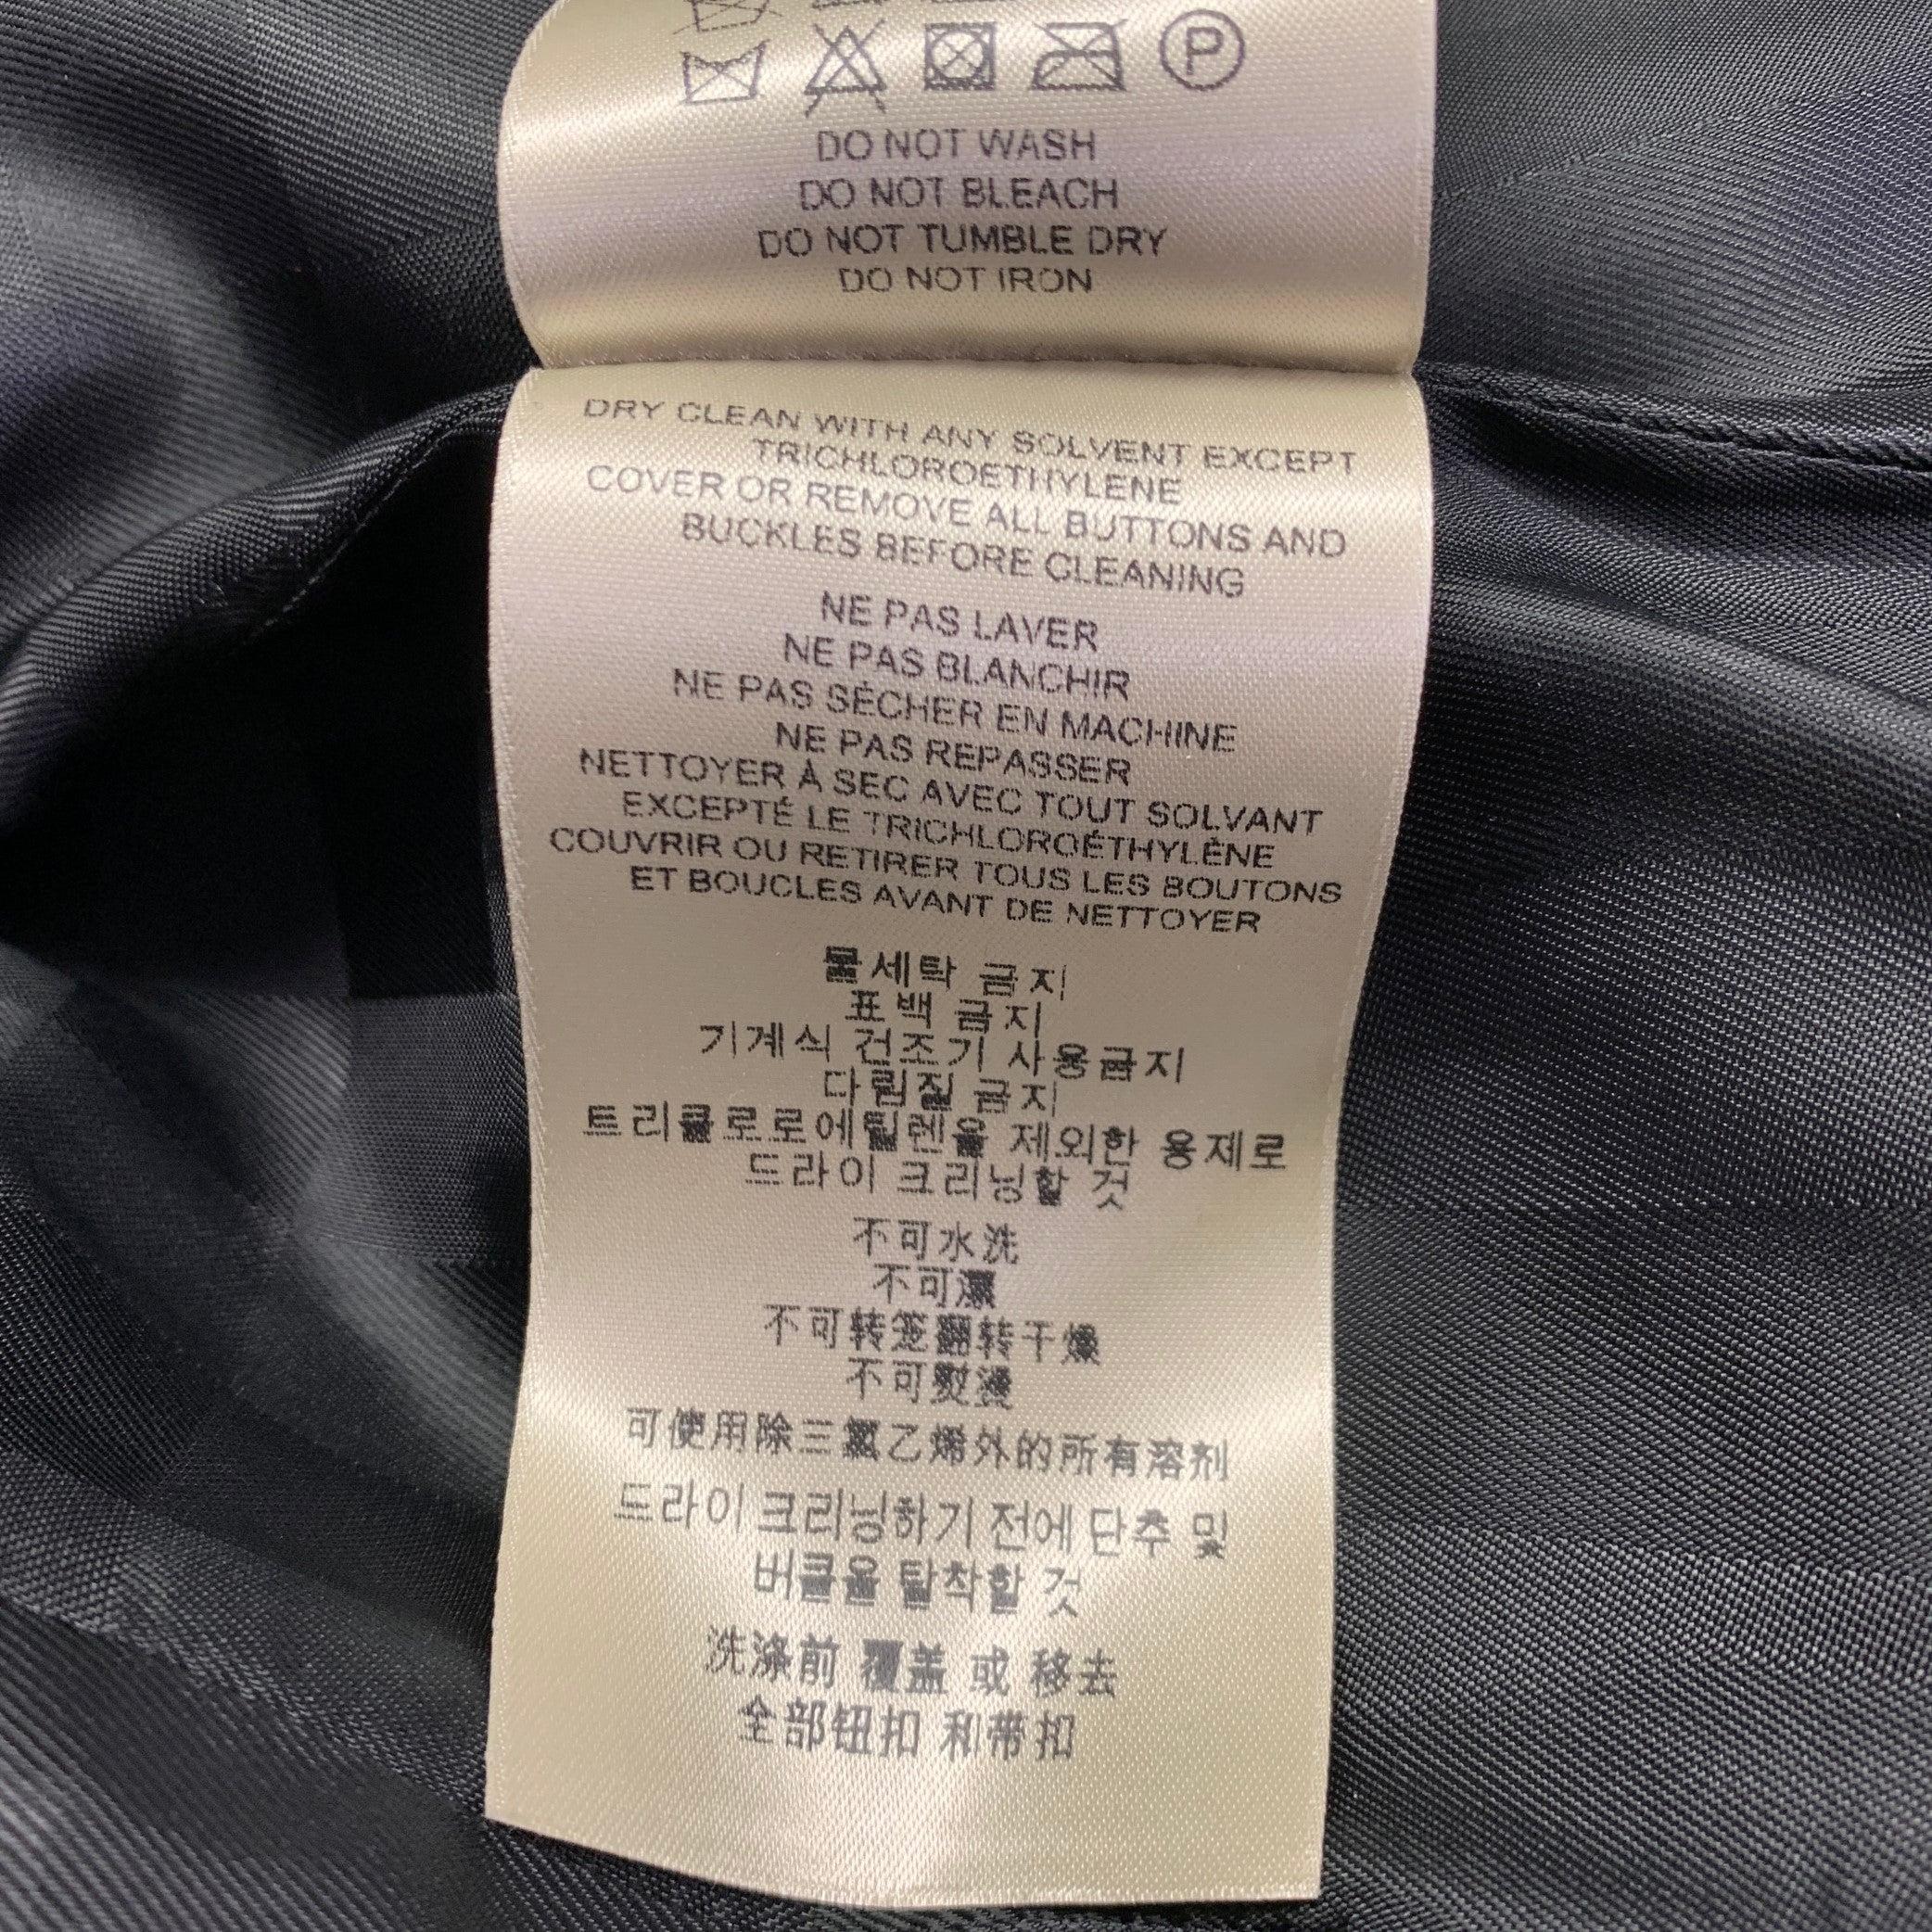 P
DO NOT WASH
DO NOT BLEACH
DO NOT TUMBLE DRY
DO NOT IRON
DRY CLEAN WITH ANY SOLVENT EXCEPT
TRICHLOROETHYLENE
COVER OR REMOVE ALL BUTTONS AND
BUCKLES BEFORE CLEANING
NE PAS LAVER
NE PAS BLANCHIR
NE PAS SÉCHER EN MACHINE
NE PAS REPASSER
NETTOYER À SEC AVEC TOUT SOLVANT
EXCEPTÉ LE TRICHLOROÉTHYLÈNE
COUVRIR OU RETIRER TOUS LES BOUTONS
ET BOUCLES AVANT DE NETTOYER
물세탁 금지
표백 금지
기계식 건조기 사용금지
다림질 금지
트리클로로에틸렌을 제외한 용제로
드라이 크리닝할 것
不可水洗
不可漂
不可转笼翻转干燥
不可熨烫
可使用除三氯乙烯外的所有溶剂
드라이 크리닝하기 전에 단추 및
버클을 탈착할 것
洗涤前 覆盖 或 移去
全部钮扣 和带扣